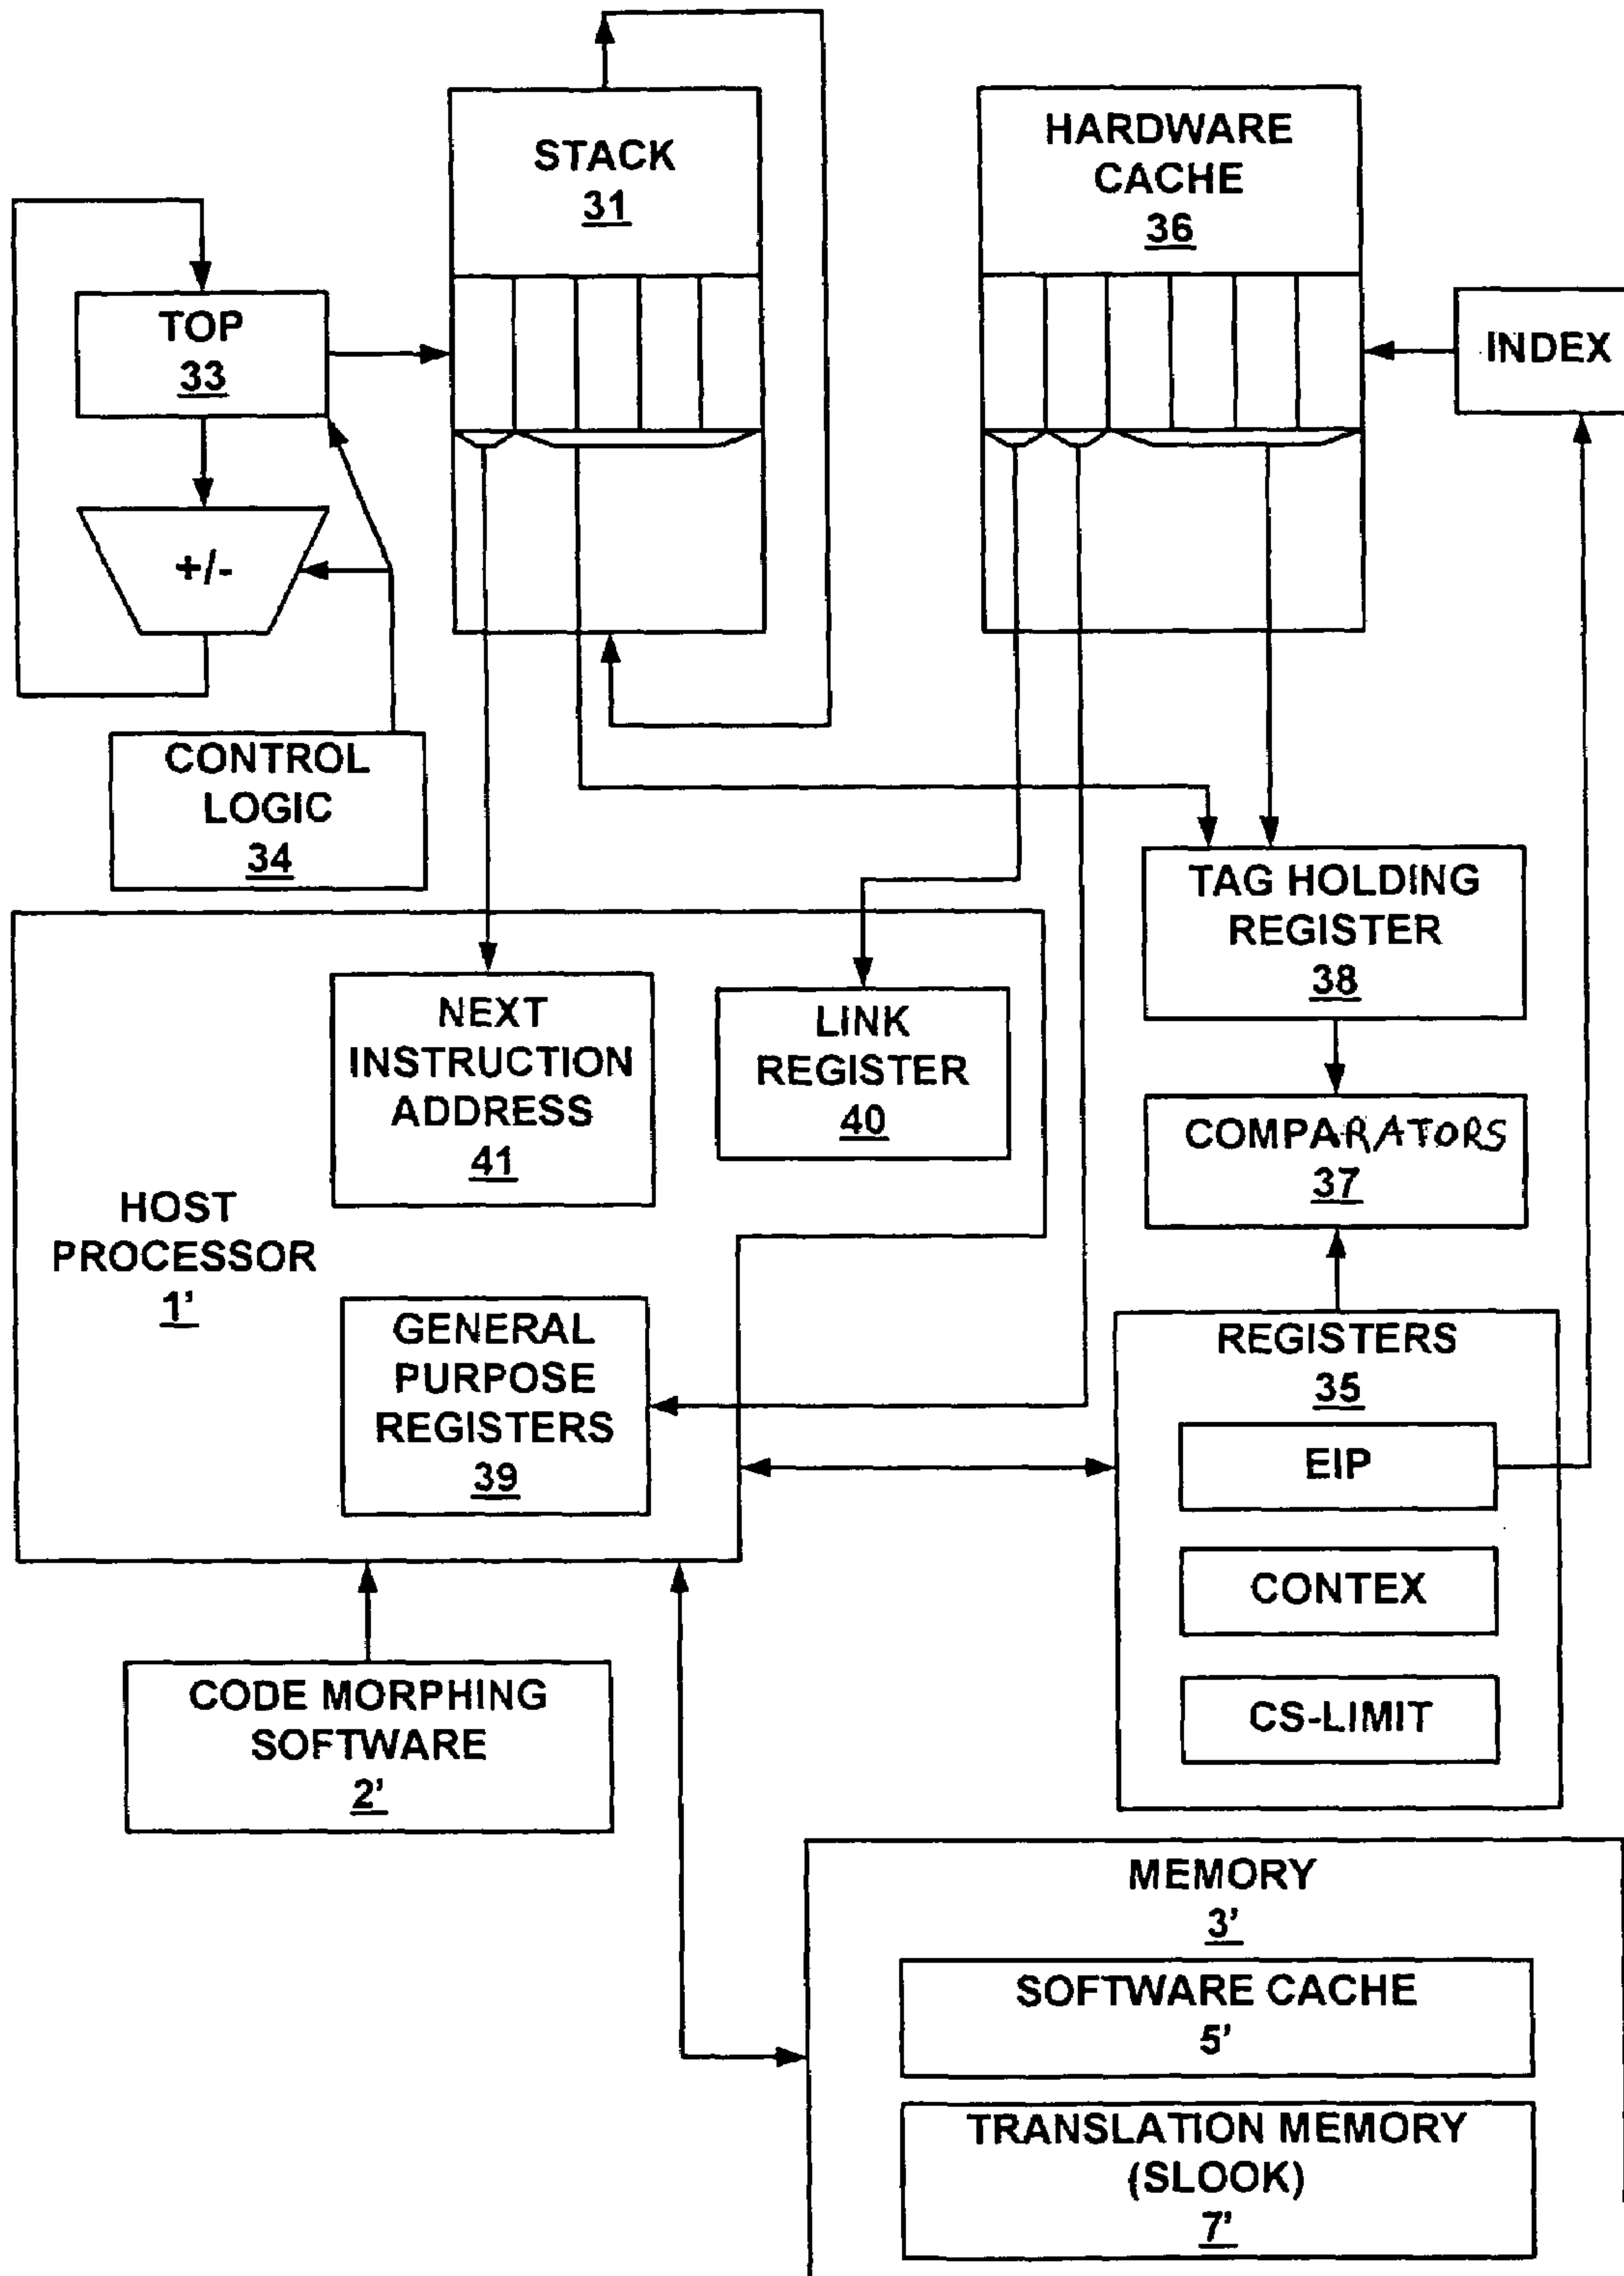 STACK
31
HARDWARE
CACHE
36
TOP
33
INDEX
+/-
CONTROL
LOGIC
34
TAG HOLDING
REGISTER
38
NEXT
INSTRUCTION
ADDRESS
41
LINK
REGISTER
40
COMPARATORS
37
HOST
PROCESSOR
1'
GENERAL
PURPOSE
REGISTERS
39
REGISTERS
35
EIP
CONTEX
CS-LIMIT
CODE MORPHING
SOFTWARE
2'
MEMORY
3'
SOFTWARE CACHE
5'
TRANSLATION MEMORY
(SLOOK)
7'